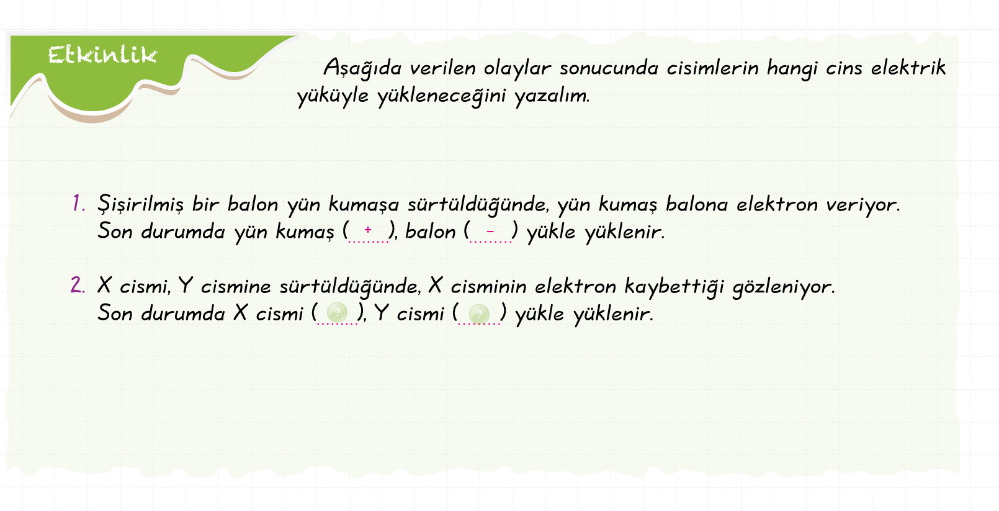 Etkinlik
Aşağıda verilen olaylar sonucunda cisimlerin hangi cins elektrik
yüküyle yükleneceğini yazalım.
1. Şişirilmiş bir balon yün kumaşa sürtüldüğünde, yün kumaş balona elektron veriyor.
Son durumda yün kumaş (...+...), balon (...–...) yükle yüklenir.
2. X cismi, Y cismine sürtüldüğünde, X cisminin elektron kaybettiği gözleniyor.
Son durumda X cismi (...?...), Y cismi (...?...) yükle yüklenir.